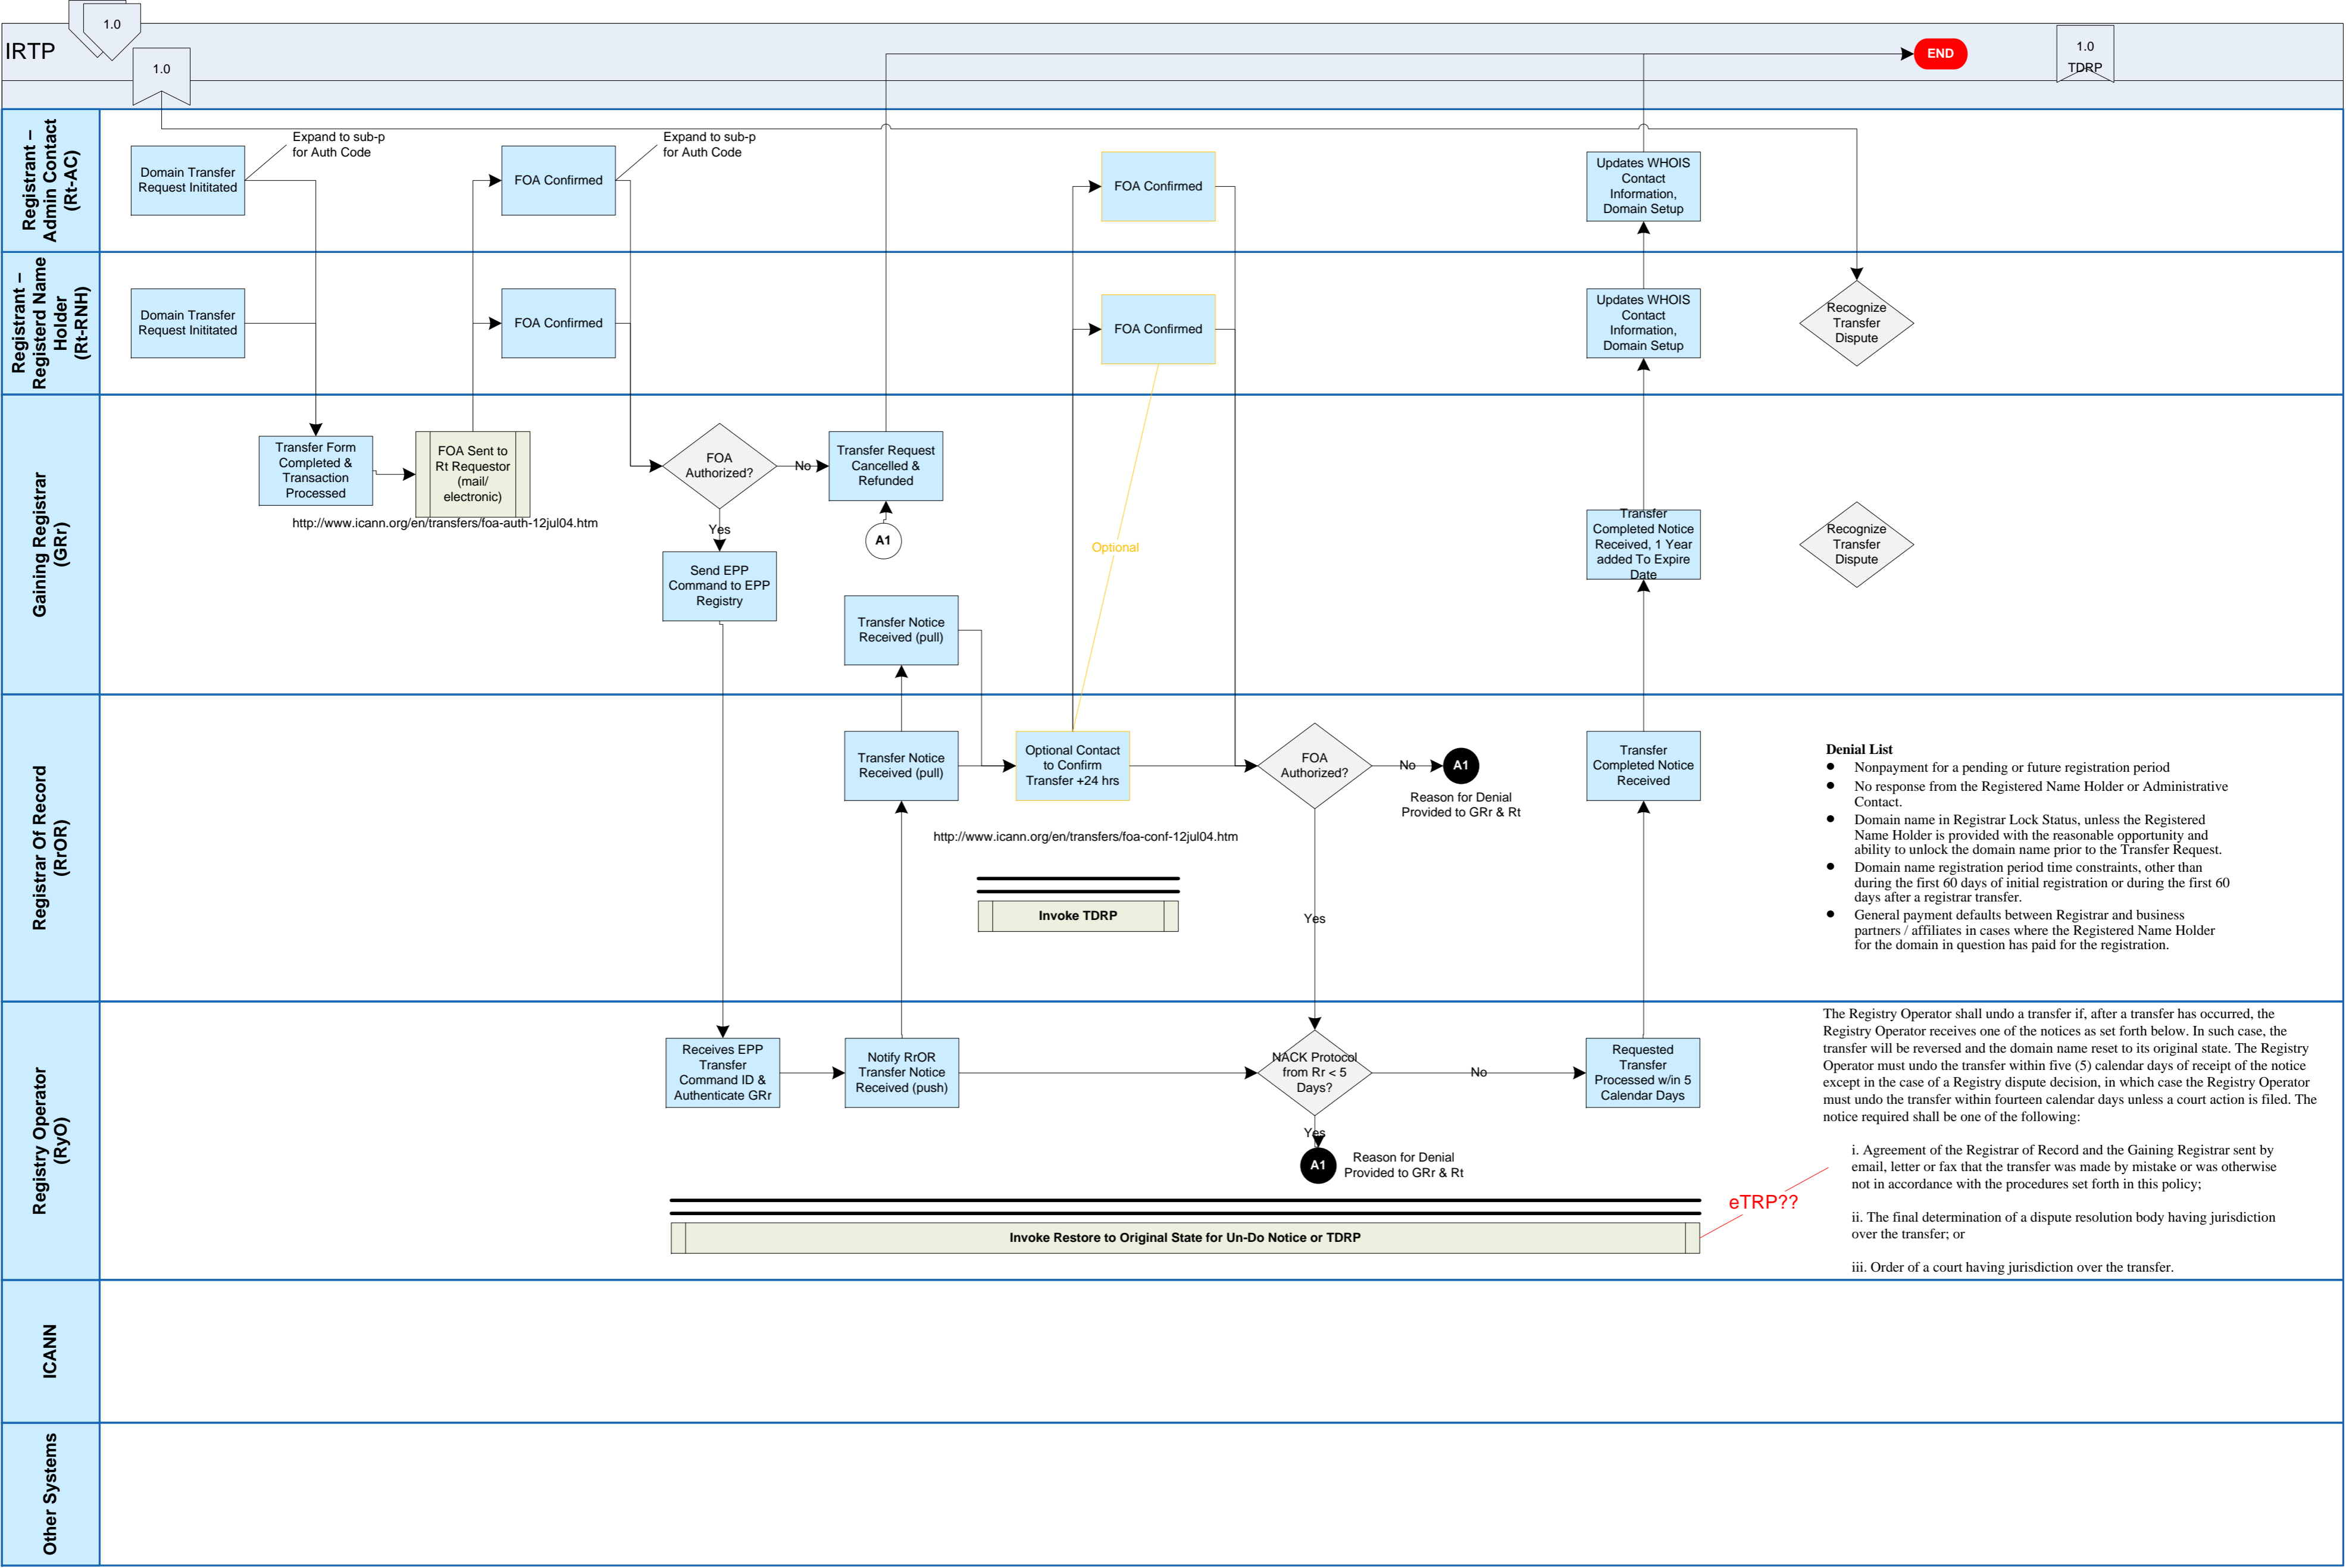 1.0
IRTP
1.0
END
1.0
TDRP
Registrant –
Admin Contact
(Rt-AC)
Domain Transfer
Request Inititated
Expand to sub-p
for Auth Code
FOA Confirmed
Expand to sub-p
for Auth Code
FOA Confirmed
Updates WHOIS
Contact
Information,
Domain Setup
Registrant –
Registerd Name
Holder
(Rt-RNH)
Domain Transfer
Request Inititated
FOA Confirmed
FOA Confirmed
Updates WHOIS
Contact
Information,
Domain Setup
Recognize
Transfer
Dispute
Gaining Registrar
(GRr)
Transfer Form
Completed &
Transaction
Processed
FOA Sent to
Rt Requestor
(mail/
electronic)
http://www.icann.org/en/transfers/foa-auth-12jul04.htm
FOA
Authorized?
No
Yes
Transfer Request
Cancelled &
Refunded
A1
Send EPP
Command to EPP
Registry
Transfer Notice
Received (pull)
Optional
Transfer
Completed Notice
Received, 1 Year
added To Expire
Date
Recognize
Transfer
Dispute
Registrar Of Record
(RrOR)
Transfer Notice
Received (pull)
Optional Contact
to Confirm
Transfer +24 hrs
http://www.icann.org/en/transfers/foa-conf-12jul04.htm
Invoke TDRP
FOA
Authorized?
No
A1
Reason for Denial
Provided to GRr & Rt
Yes
Transfer
Completed Notice
Received
Denial List
● Nonpayment for a pending or future registration period
● No response from the Registered Name Holder or Administrative
Contact.
● Domain name in Registrar Lock Status, unless the Registered
Name Holder is provided with the reasonable opportunity and
ability to unlock the domain name prior to the Transfer Request.
● Domain name registration period time constraints, other than
during the first 60 days of initial registration or during the first 60
days after a registrar transfer.
● General payment defaults between Registrar and business
partners / affiliates in cases where the Registered Name Holder
for the domain in question has paid for the registration.
Registry Operator
(RyO)
Receives EPP
Transfer
Command ID &
Authenticate GRr
Notify RrOR
Transfer Notice
Received (push)
NACK Protocol
from Rr < 5
Days?
No
Yes
A1
Reason for Denial
Provided to GRr & Rt
Requested
Transfer
Processed w/in 5
Calendar Days
Invoke Restore to Original State for Un-Do Notice or TDRP
eTRP??
The Registry Operator shall undo a transfer if, after a transfer has occurred, the
Registry Operator receives one of the notices as set forth below. In such case, the
transfer will be reversed and the domain name reset to its original state. The Registry
Operator must undo the transfer within five (5) calendar days of receipt of the notice
except in the case of a Registry dispute decision, in which case the Registry Operator
must undo the transfer within fourteen calendar days unless a court action is filed. The
notice required shall be one of the following:
i. Agreement of the Registrar of Record and the Gaining Registrar sent by
email, letter or fax that the transfer was made by mistake or was otherwise
not in accordance with the procedures set forth in this policy;
ii. The final determination of a dispute resolution body having jurisdiction
over the transfer; or
iii. Order of a court having jurisdiction over the transfer.
ICANN
Other Systems